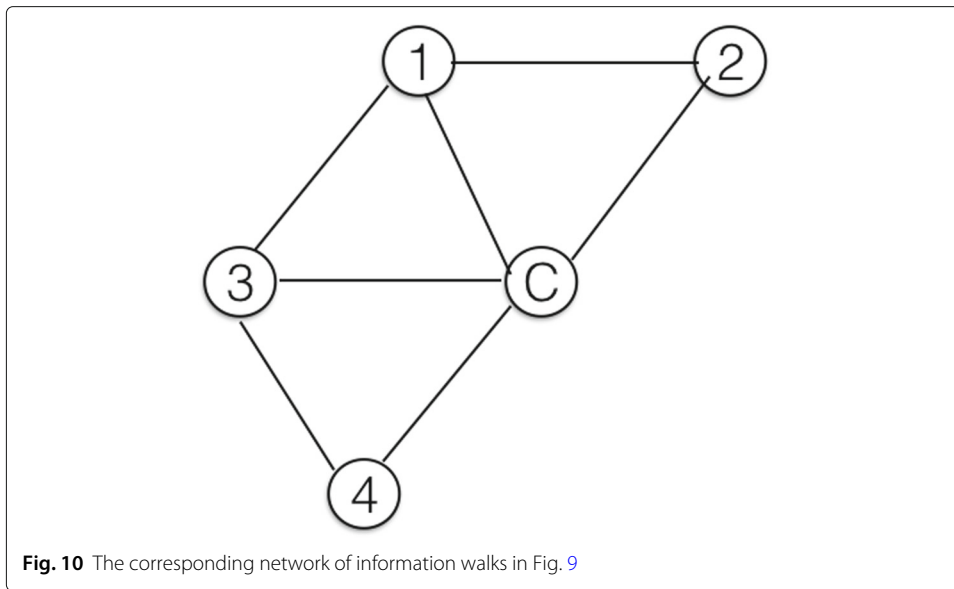 1
2
3
C
4
Fig. 10 The corresponding network of information walks in Fig. 9